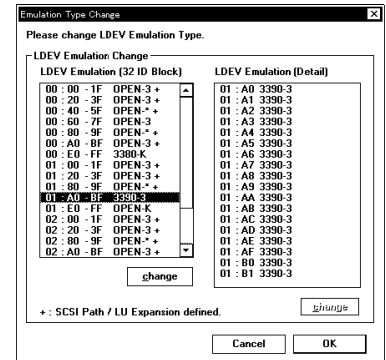 Emulation Type Change
Please change LDEV Emulation Type.
LDEV Emulation Change
LDEV Emulation (32 ID Block)
00 : 00 - 1F OPEN-3 +
00 : 20 - 3F OPEN-3 +
00 : 40 - 5F OPEN-* +
00 : 60 - 7F OPEN-3
00 : 80 - 9F OPEN-* +
00 : A0 - BF OPEN-3 +
00 : E0 - FF 3380-K
01 : 00 - 1F OPEN-3 +
01 : 20 - 3F OPEN-3 +
01 : 80 - 9F OPEN-* +
01 : A0 - BF 3390-3
01 : E0 - FF OPEN-K
02 : 00 - 1F OPEN-3 +
02 : 20 - 3F OPEN-3 +
02 : 80 - 9F OPEN-* +
02 : A0 - BF OPEN-3 +
change
LDEV Emulation (Detail)
01 : A0 3390-3
01 : A1 3390-3
01 : A2 3390-3
01 : A3 3390-3
01 : A4 3390-3
01 : A5 3390-3
01 : A6 3390-3
01 : A7 3390-3
01 : A8 3390-3
01 : A9 3390-3
01 : AA 3390-3
01 : AB 3390-3
01 : AC 3390-3
01 : AD 3390-3
01 : AE 3390-3
01 : AF 3390-3
01 : B0 3390-3
01 : B1 3390-3
change
+ : SCSI Path / LU Expansion defined.
Cancel
OK